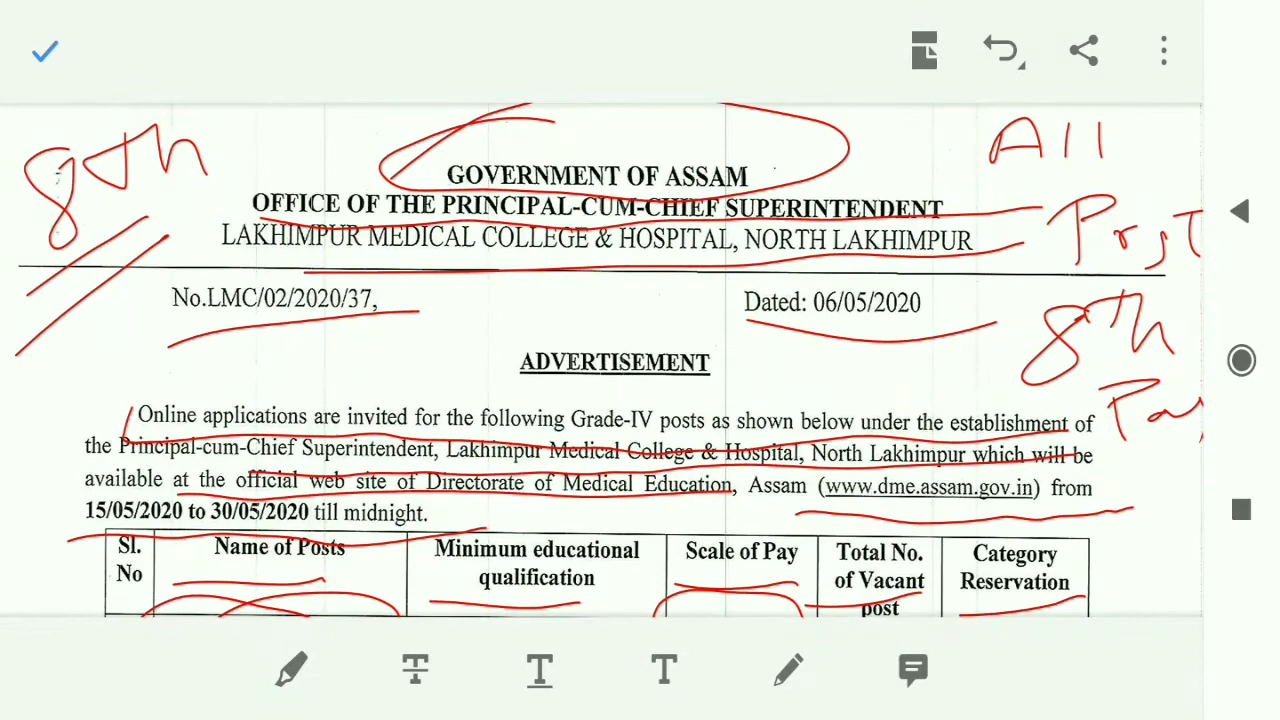 8th
All
GOVERNMENT OF ASSAM
OFFICE OF THE PRINCIPAL-CUM-CHIEF SUPERINTENDENT
LAKHIMPUR MEDICAL COLLEGE & HOSPITAL, NORTH LAKHIMPUR
No.LMC/02/2020/37,
Dated: 06/05/2020
8th
ADVERTISEMENT
Online applications are invited for the following Grade-IV posts as shown below under the establishment of
the Principal-cum-Chief Superintendent, Lakhimpur Medical College & Hospital, North Lakhimpur which will be
available at the official web site of Directorate of Medical Education, Assam (www.dme.assam.gov.in) from
15/05/2020 to 30/05/2020 till midnight.
Sl. No
Name of Posts
Minimum educational qualification
Scale of Pay
Total No. of Vacant post
Category Reservation